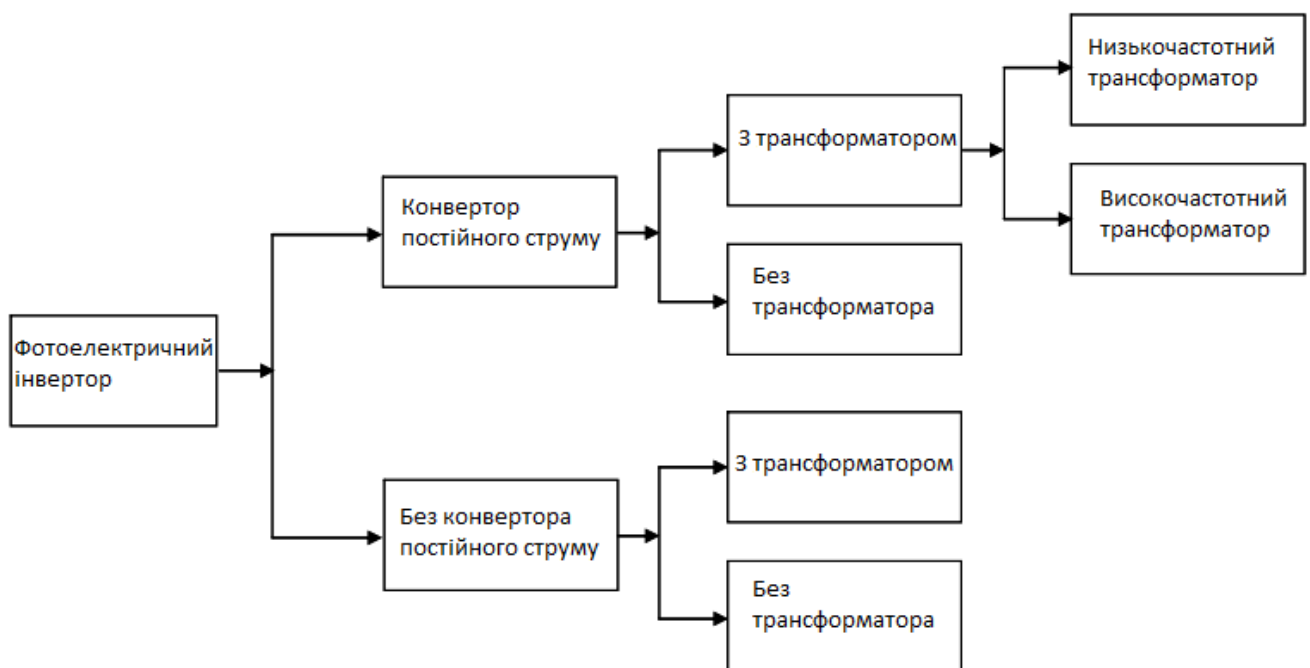 Низькочастотний
трансформатор
З трансформатором
Високочастотний
трансформатор
Конвертор
постійного струму
Без
трансформатора
Фотоелектричний
інвертор
З трансформатором
Без конвертора
постійного струму
Без
трансформатора